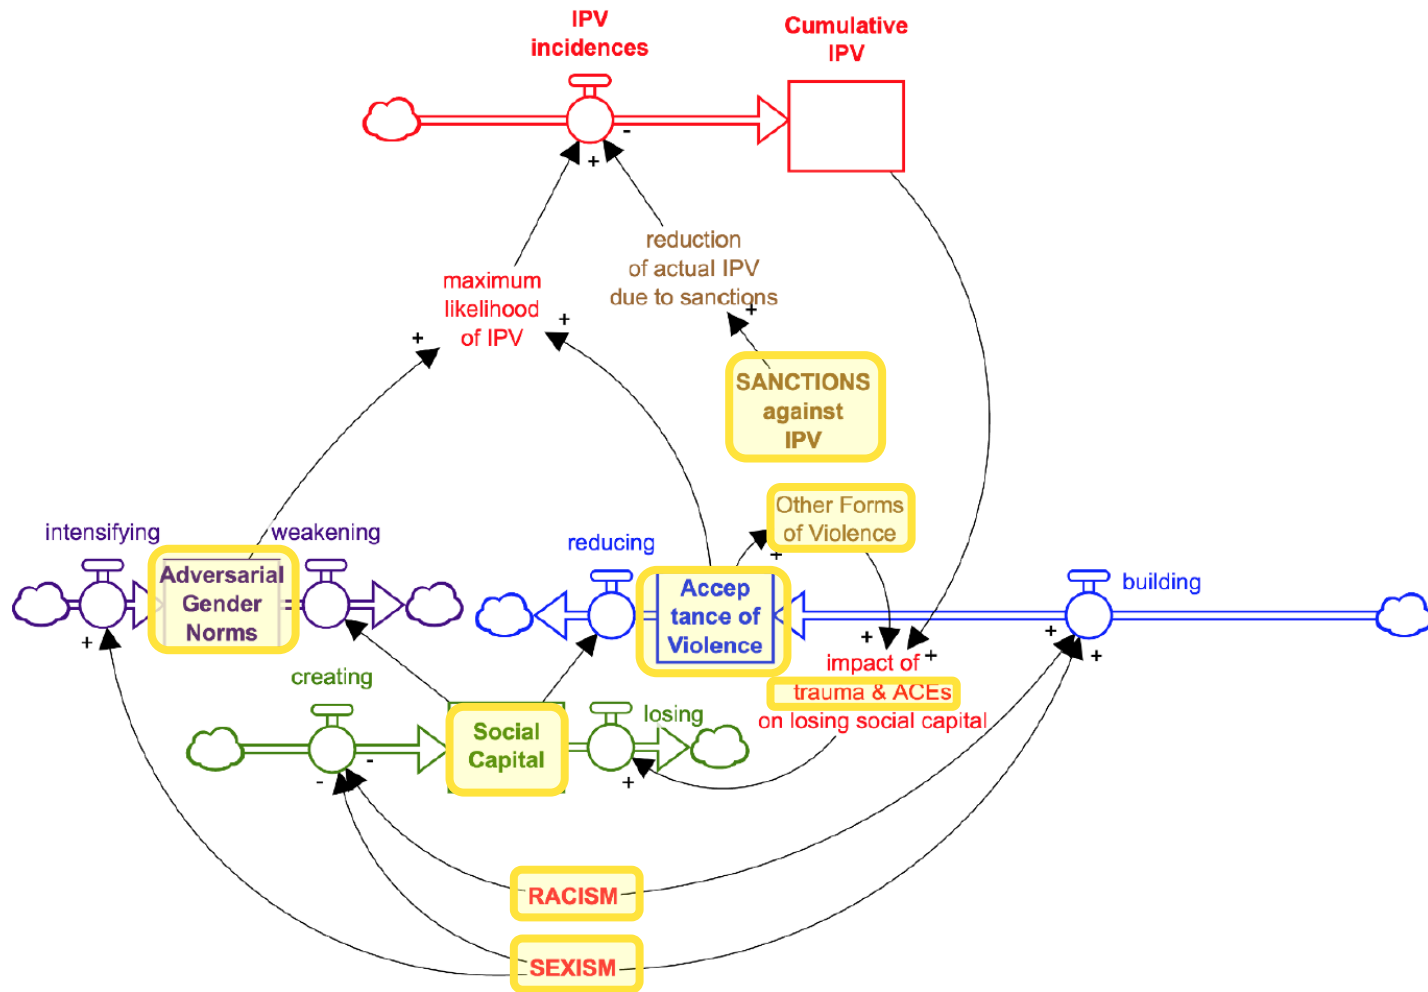 IPV
incidences
Cumulative
IPV
-
+
reduction
of actual IPV
due to sanctions
+
maximum
likelihood
of IPV
+
+
SANCTIONS
against
IPV
Other Forms
of Violence
+
intensifying
weakening
reducing
building
Adversarial
Gender
Norms
Accep
tance of
Violence
+
+
+
+
+
impact of
trauma & ACEs
on losing social capital
creating
losing
Social
Capital
-
-
+
RACISM
SEXISM